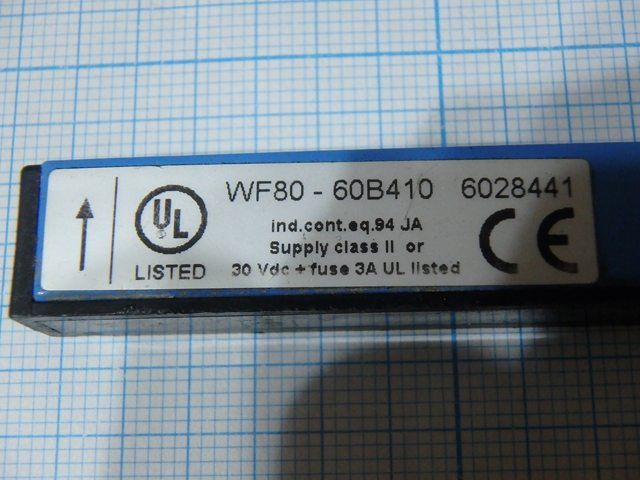 WF80 - 60B410 6028441
UL
LISTED
ind.cont.eq.94 JA
Supply class II or
30 Vdc + fuse 3A UL listed
CE